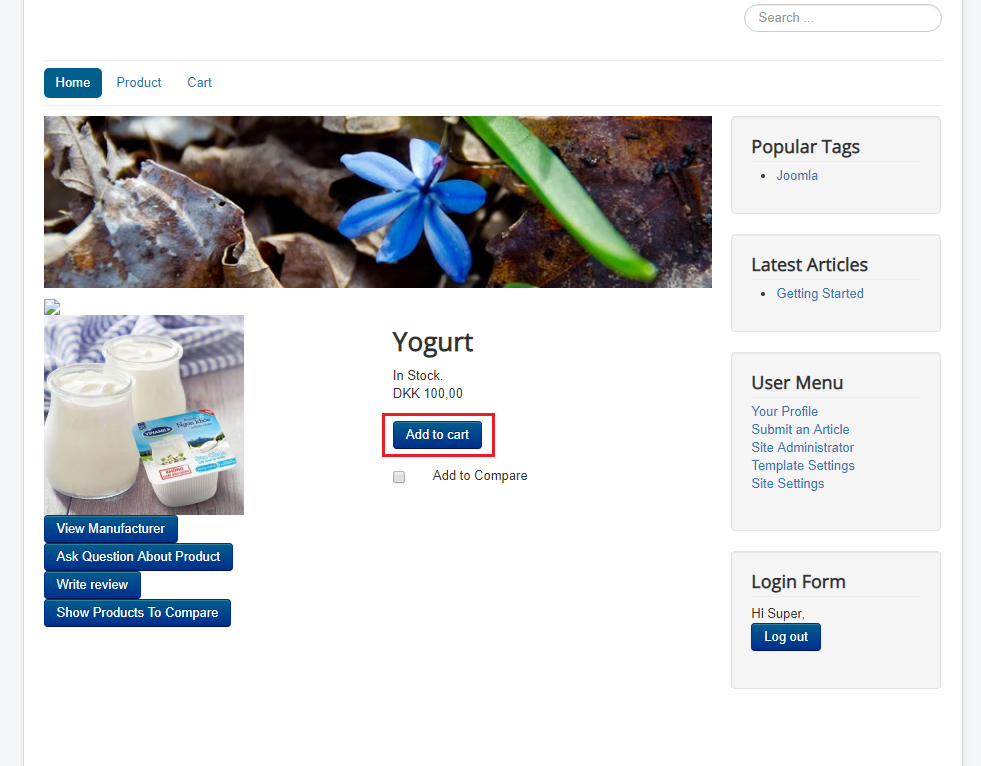 Search ...
Home
Product
Cart
Popular Tags
Joomla
Latest Articles
Getting Started
User Menu
Your Profile
Submit an Article
Site Administrator
Template Settings
Site Settings
Login Form
Hi Super,
Log out
Yogurt
In Stock.
DKK 100,00
Add to cart
Add to Compare
VINAMILK
View Manufacturer
Ask Question About Product
Write review
Show Products To Compare